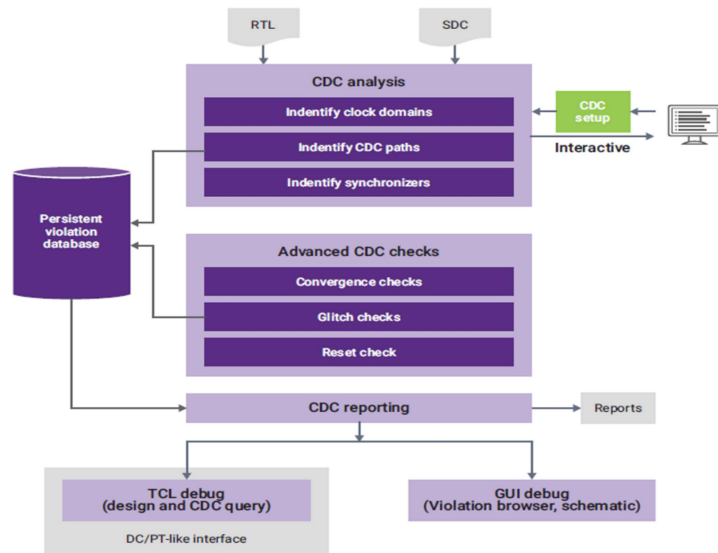 RTL
SDC
CDC analysis
Indentify clock domains
Indentify CDC paths
Indentify synchronizers
CDC
setup
Interactive
Persistent
violation
database
Advanced CDC checks
Convergence checks
Glitch checks
Reset check
CDC reporting
Reports
TCL debug
(design and CDC query)
DC/PT-like interface
GUI debug
(Violation browser, schematic)